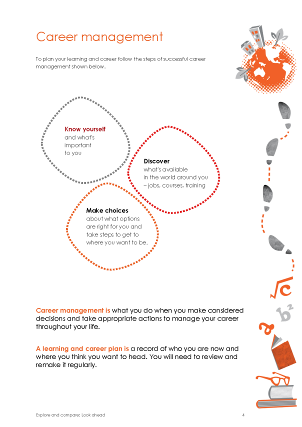 Career management
To plan your learning and career follow the steps of successful career
management shown below.
Know yourself
and what's
important
to you
Discover
what's available
in the world around you
– jobs, courses, training
Make choices
about what options
are right for you and
take steps to get to
where you want to be.
Career management is what you do when you make considered
decisions and take appropriate actions to manage your career
throughout your life.
A learning and career plan is a record of who you are now and
where you think you want to head. You will need to review and
remake it regularly.
√c
b²
a
Explore and company: Look ahead
4